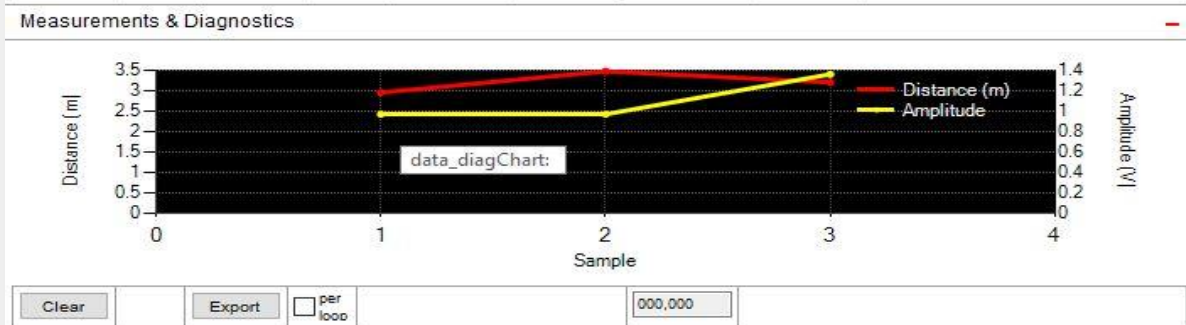 Measurements & Diagnostics
3.5
3
2.5
2
1.5
1
0.5
0
Distance [m]
1.4
1.2
1
0.8
0.6
0.4
0.2
0
Amplitude [V]
Distance (m)
Amplitude
data_diagChart:
0 1 2 3 4
Sample
Clear Export per loop 000,000